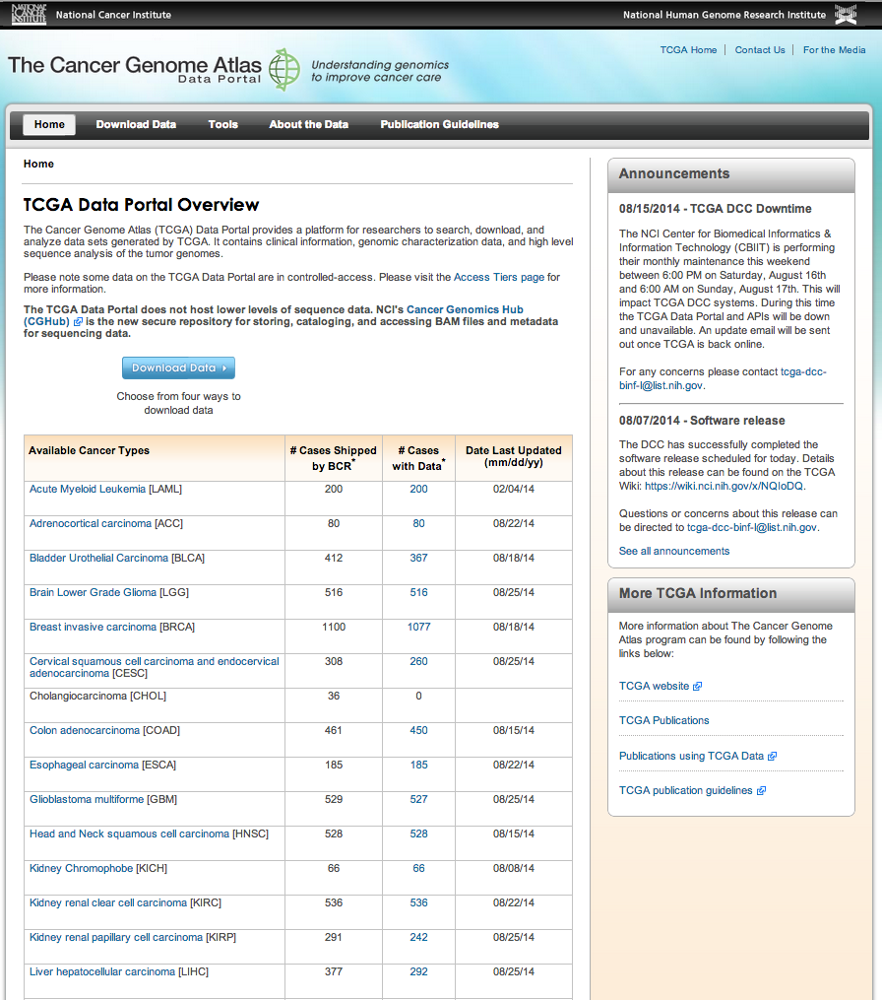 NATIONAL CANCER INSTITUTE
National Cancer Institute
National Human Genome Research Institute
TCGA Home | Contact Us | For the Media
The Cancer Genome Atlas
Data Portal
Understanding genomics
to improve cancer care
Home Download Data Tools About the Data Publication Guidelines
Home
TCGA Data Portal Overview
The Cancer Genome Atlas (TCGA) Data Portal provides a platform for researchers to search, download, and
analyze data sets generated by TCGA. It contains clinical information, genomic characterization data, and high level
sequence analysis of the tumor genomes.
Please note some data on the TCGA Data Portal are in controlled-access. Please visit the Access Tiers page for
more information.
The TCGA Data Portal does not host lower levels of sequence data. NCI's Cancer Genomics Hub
(CGHub) is the new secure repository for storing, cataloging, and accessing BAM files and metadata
for sequencing data.
Download Data
Choose from four ways to
download data
Available Cancer Types # Cases Shipped by BCR* # Cases with Data* Date Last Updated (mm/dd/yy)
Acute Myeloid Leukemia [LAML] 200 200 02/04/14
Adrenocortical carcinoma [ACC] 80 80 08/22/14
Bladder Urothelial Carcinoma [BLCA] 412 367 08/18/14
Brain Lower Grade Glioma [LGG] 516 516 08/25/14
Breast invasive carcinoma [BRCA] 1100 1077 08/18/14
Cervical squamous cell carcinoma and endocervical 308 260 08/25/14
adenocarcinoma [CESC]
Cholangiocarcinoma [CHOL] 36 0
Colon adenocarcinoma [COAD] 461 450 08/15/14
Esophageal carcinoma [ESCA] 185 185 08/22/14
Glioblastoma multiforme [GBM] 529 527 08/25/14
Head and Neck squamous cell carcinoma [HNSC] 528 528 08/15/14
Kidney Chromophobe [KICH] 66 66 08/08/14
Kidney renal clear cell carcinoma [KIRC] 536 536 08/22/14
Kidney renal papillary cell carcinoma [KIRP] 291 242 08/25/14
Liver hepatocellular carcinoma [LIHC] 377 292 08/25/14
Announcements
08/15/2014 - TCGA DCC Downtime
The NCI Center for Biomedical Informatics &
Information Technology (CBIIT) is performing
their monthly maintenance this weekend
between 6:00 PM on Saturday, August 16th
and 6:00 AM on Sunday, August 17th. This will
impact TCGA DCC systems. During this time
the TCGA Data Portal and APIs will be down
and unavailable. An update email will be sent
out once TCGA is back online.
For any concerns please contact tcga-dcc-
binf-l@list.nih.gov.
08/07/2014 - Software release
The DCC has successfully completed the
software release scheduled for today. Details
about this release can be found on the TCGA
Wiki: https://wiki.nci.nih.gov/x/NQIoDQ.
Questions or concerns about this release can
be directed to tcga-dcc-binf-l@list.nih.gov.
See all announcements
More TCGA Information
More information about The Cancer Genome
Atlas program can be found by following the
links below:
TCGA website
TCGA Publications
Publications using TCGA Data
TCGA publication guidelines